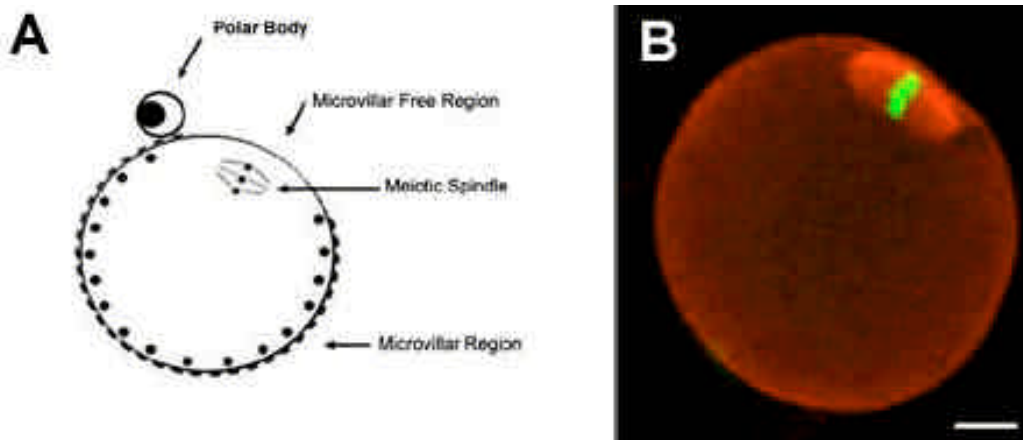 A
Polar Body
Microvillar Free Region
Meiotic Spindle
Microvillar Region
B